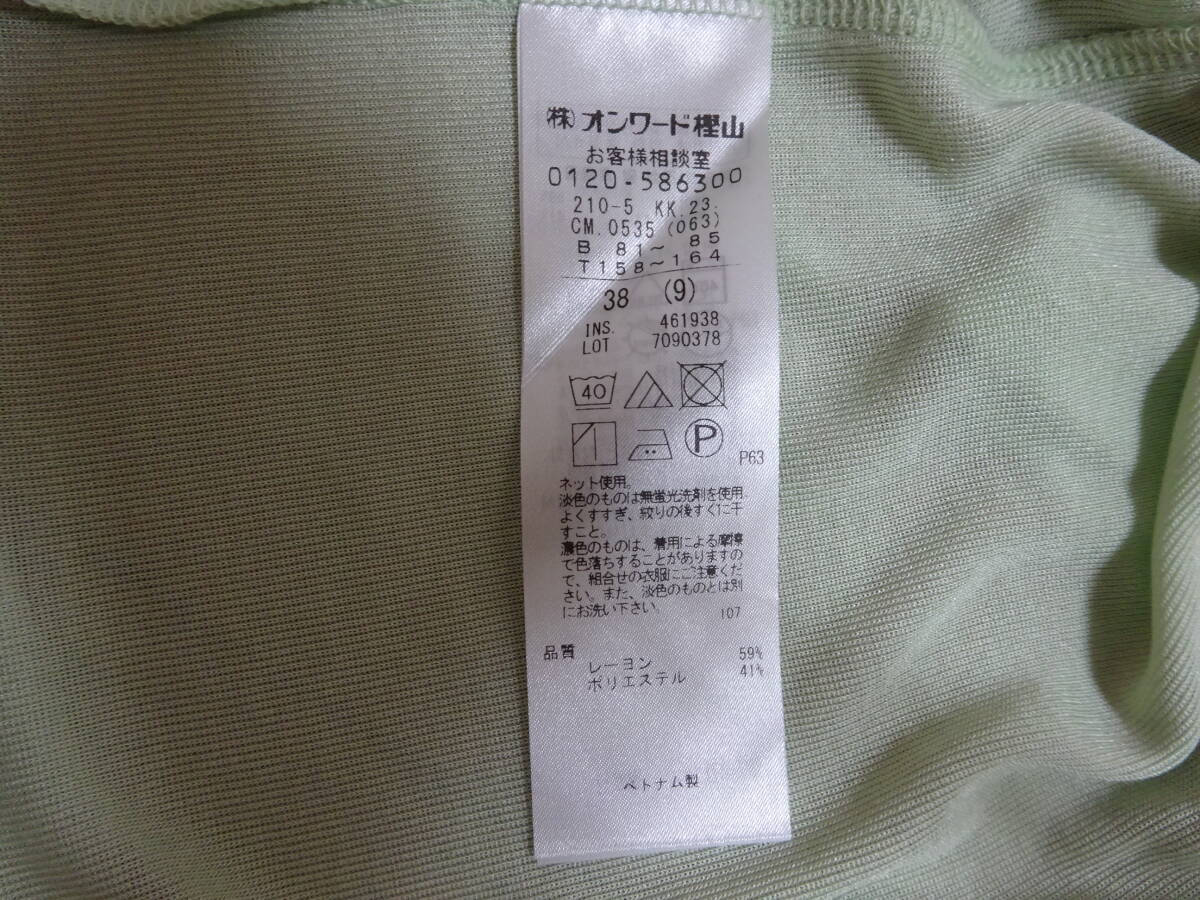 ㈱オンワード樫山
お客様相談室
0120-586300
210-5 KK.23.
CM.0535(063)
B 81～ 85
T158～164
38 (9)
INS. 461938
LOT 7090378
40
P
P63
ネット使用。
淡色のものは無蛍光洗剤を使用
よくすすぎ、絞りの後すぐに干
すこと。
濃色のものは、着用による摩擦
で色落ちすることがありますの
で、組合せの衣服にご注意くだ
さい。また、淡色のものとは別
にお洗い下さい。
107
品質
レーヨン 59%
ポリエステル 41%
ベトナム製